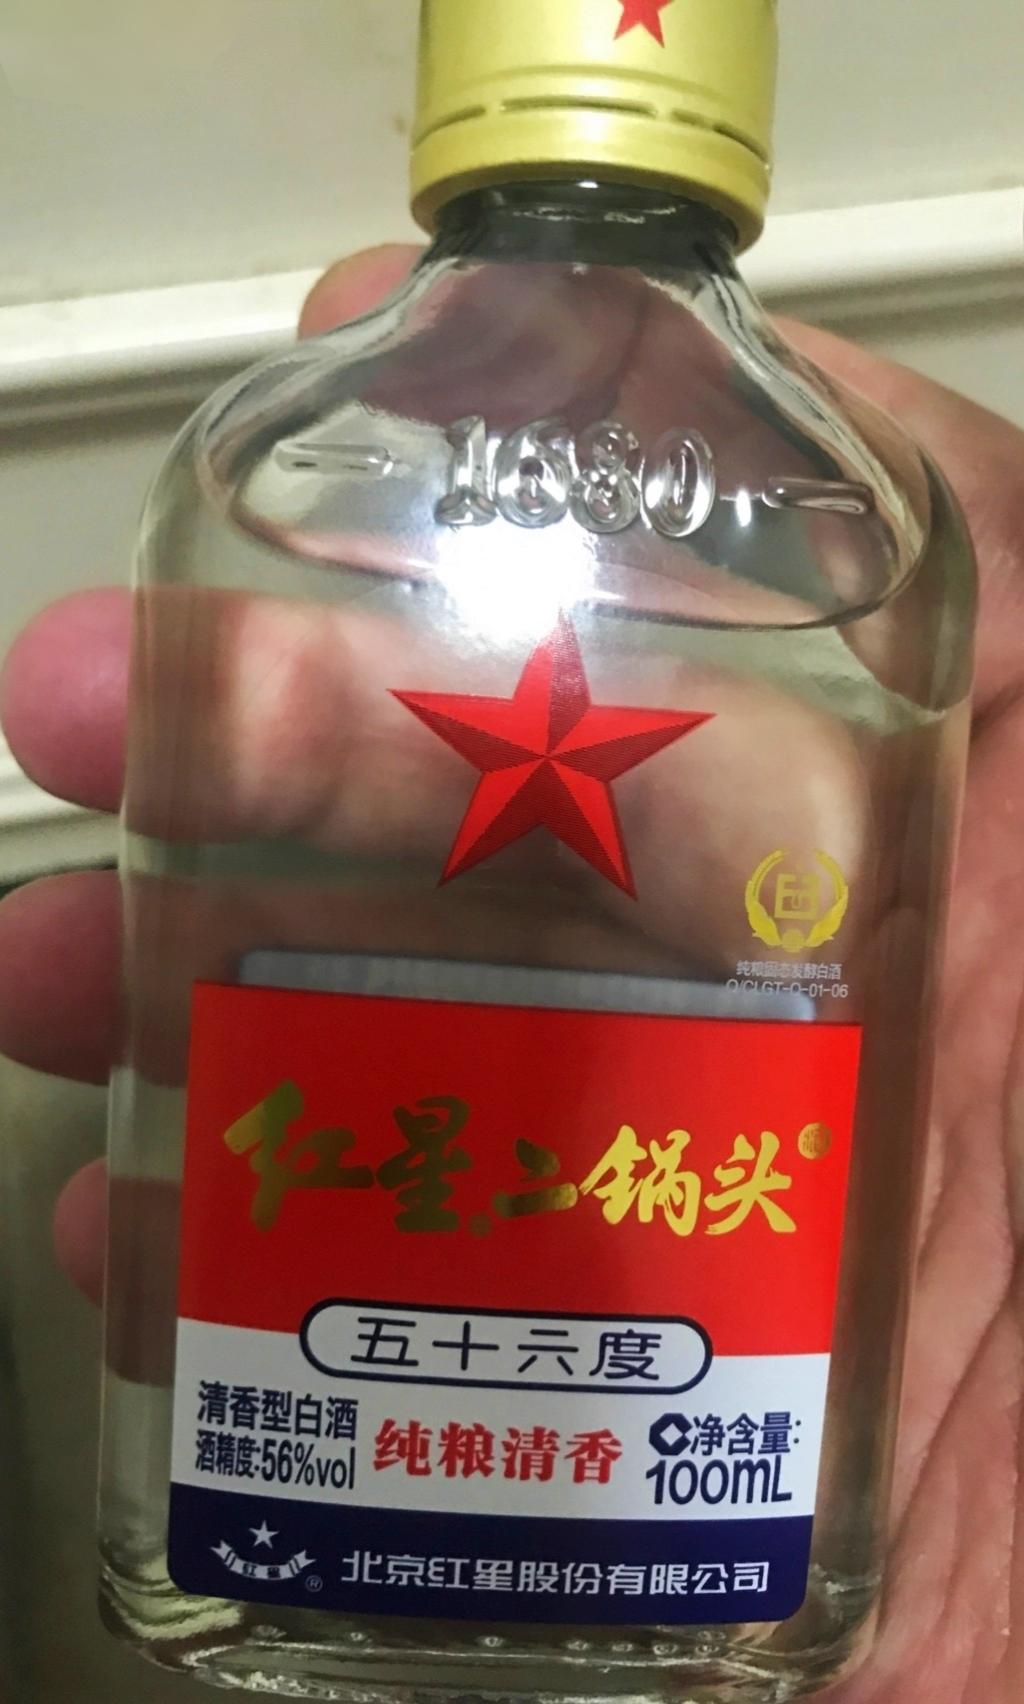 1680
纯粮固态发酵白酒
Q/CLGT-O-01-06
红星二锅头
五十六度
清香型白酒
酒精度:56%vol
纯粮清香
净含量:
100mL
红星
®
北京红星股份有限公司